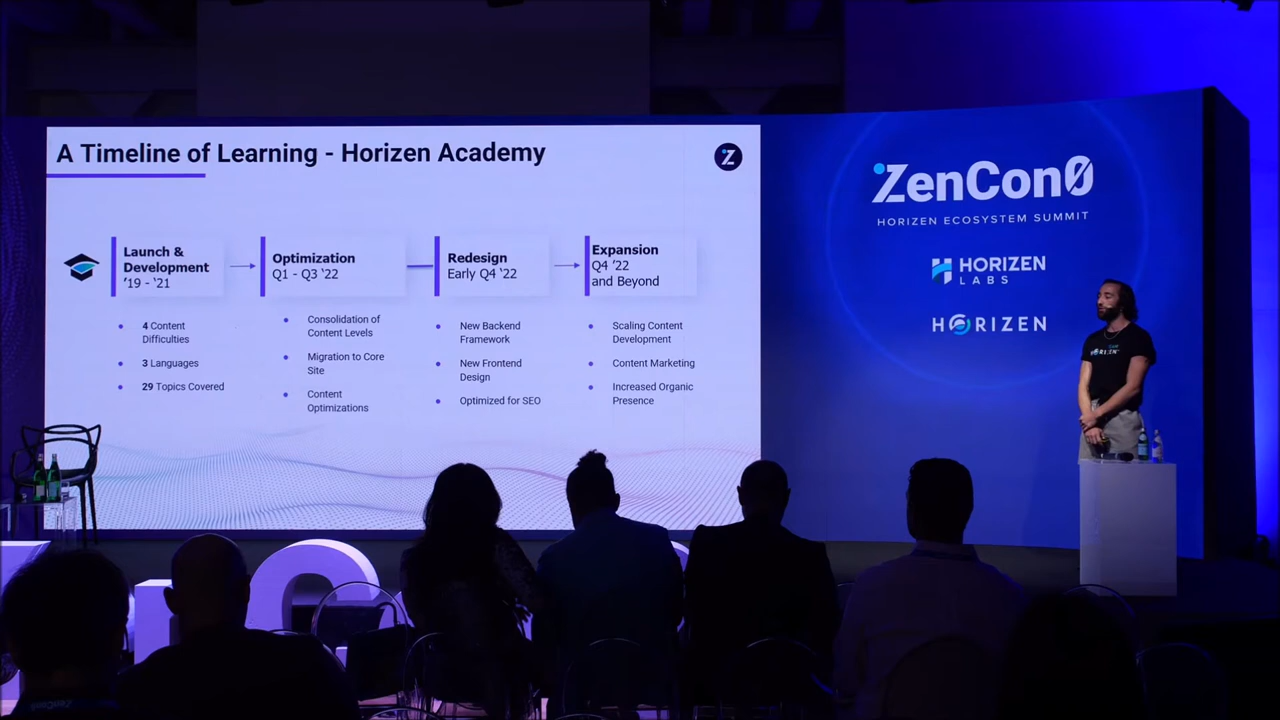 A Timeline of Learning - Horizen Academy
Launch &
Development
'19 - '21
Optimization
Q1 - Q3 '22
Redesign
Early Q4 '22
Expansion
Q4 '22
and Beyond
4 Content
Difficulties
3 Languages
29 Topics Covered
Consolidation of
Content Levels
Migration to Core
Site
Content
Optimizations
New Backend
Framework
New Frontend
Design
Optimized for SEO
Scaling Content
Development
Content Marketing
Increased Organic
Presence
ZenCon0
HORIZEN ECOSYSTEM SUMMIT
HORIZEN
LABS
HORIZEN
HORIZEN
ZenCon0